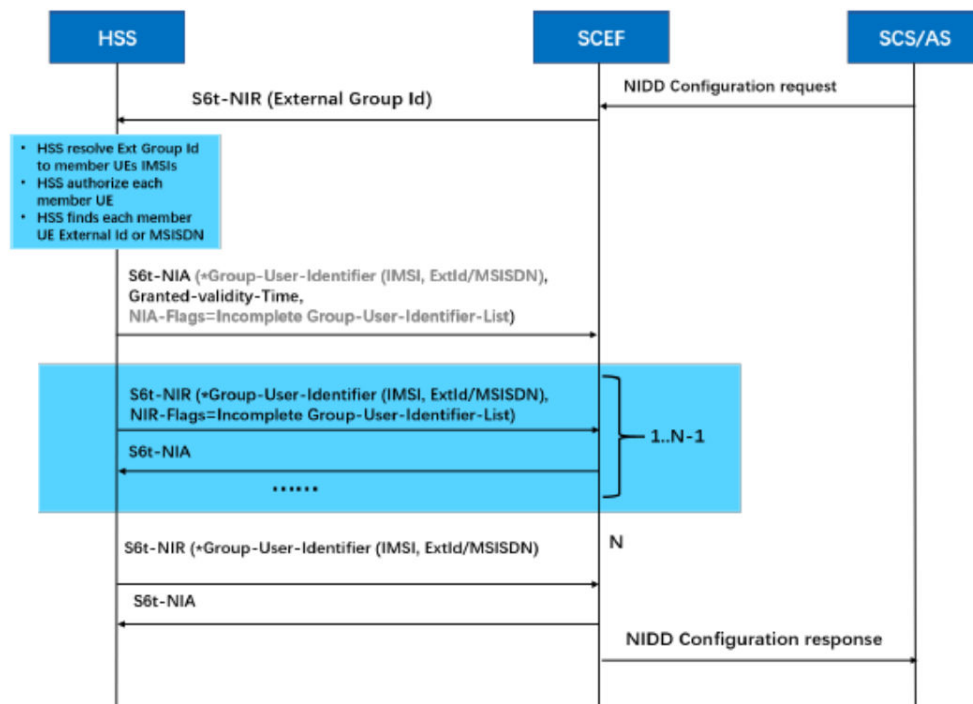 HSS
SCEF
SCS/AS
NIDD Configuration request
S6t-NIR (External Group Id)
• HSS resolve Ext Group Id
to member UEs IMSIs
• HSS authorize each
member UE
• HSS finds each member
UE External Id or MSISDN
S6t-NIA (*Group-User-Identifier (IMSI, ExtId/MSISDN),
Granted-validity-Time,
NIA-Flags=Incomplete Group-User-Identifier-List)
S6t-NIR (*Group-User-Identifier (IMSI, ExtId/MSISDN),
NIR-Flags=Incomplete Group-User-Identifier-List)
1..N-1
S6t-NIA
……
S6t-NIR (*Group-User-Identifier (IMSI, ExtId/MSISDN)
N
S6t-NIA
NIDD Configuration response